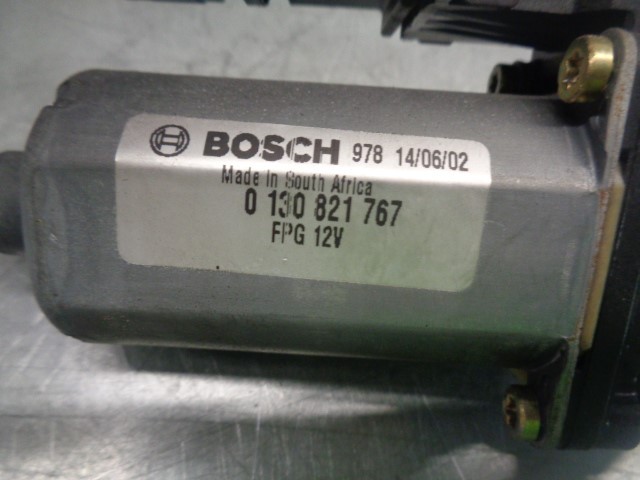 BOSCH 978 14/06/02
Made in South Africa
0 130 821 767
FPG 12V